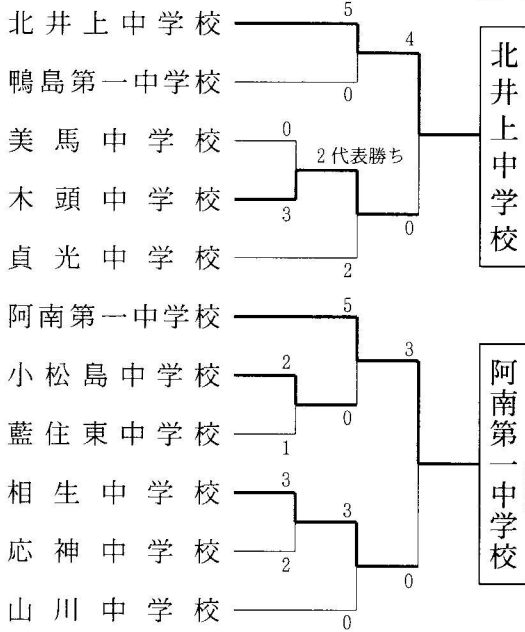 5
北井上中学校
4
鴨島第一中学校
0
美馬中学校
0
2代表勝ち
木頭中学校
3
0
貞光中学校
2
北井上中学校
阿南第一中学校
5
3
小松島中学校
2
0
藍住東中学校
1
相生中学校
3
3
応神中学校
2
0
山川中学校
0
阿南第一中学校